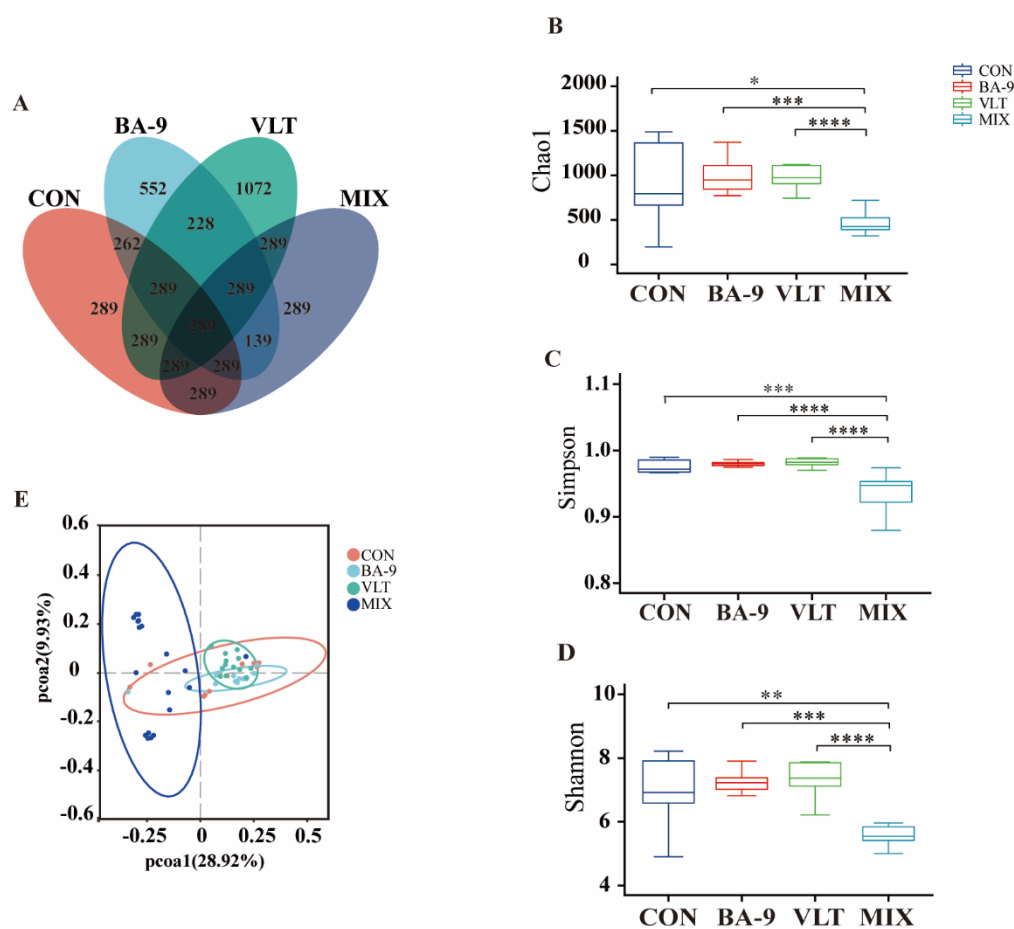 A
BA-9 VLT
CON MIX
552 1072
262 228 289
289 289 289 289
289
289 139
289 289
289
B
CON
BA-9
VLT
MIX
2000
1500
1000
500
0
Chao1
*
***
****
CON BA-9 VLT MIX
C
1.1
1.0
0.9
0.8
Simpson
***
****
****
CON BA-9 VLT MIX
E
0.6
0.4
0.2
0
-0.2
-0.4
-0.6
pcoa2(9.93%)
-0.25 0 0.25 0.5
pcoa1(28.92%)
CON
BA-9
VLT
MIX
D
10
8
6
4
Shannon
**
***
****
CON BA-9 VLT MIX